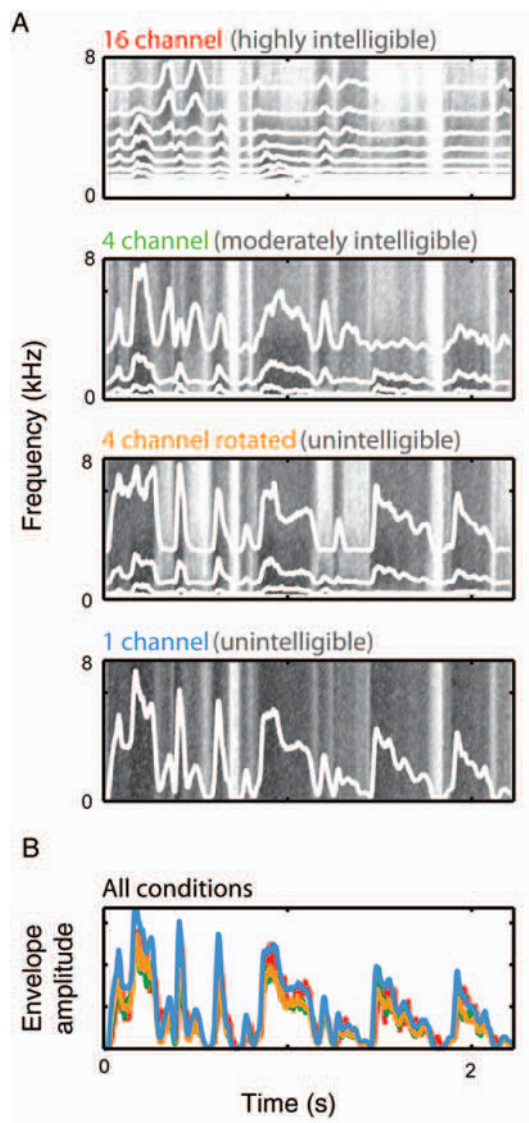 A
16 channel (highly intelligible)
8
0
4 channel (moderately intelligible)
8
0
4 channel rotated (unintelligible)
8
0
1 channel (unintelligible)
8
0
Frequency (kHz)
B
All conditions
Envelope
amplitude
0
2
Time (s)